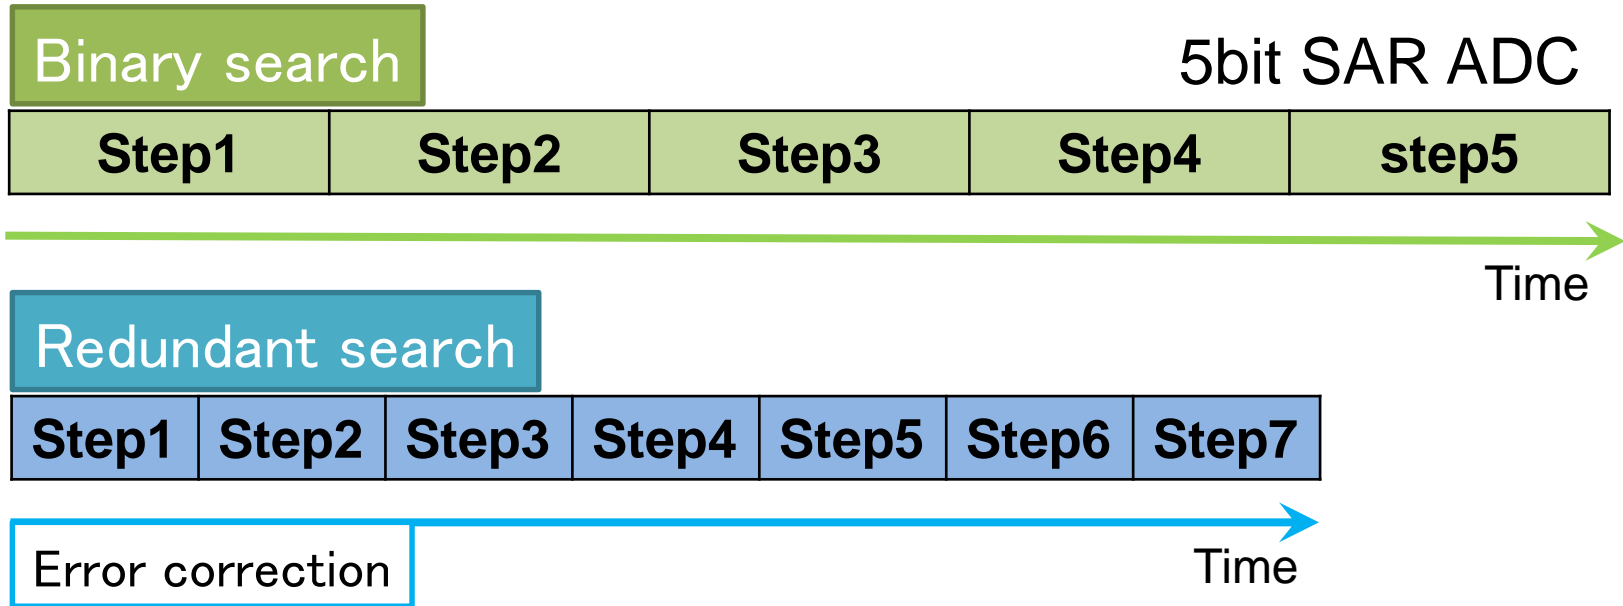 Binary search
5bit SAR ADC
Step1 Step2 Step3 Step4 step5
Time
Redundant search
Step1 Step2 Step3 Step4 Step5 Step6 Step7
Error correction
Time